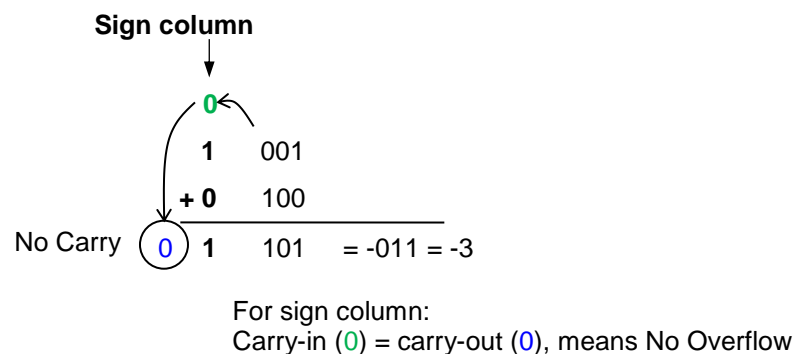 Sign column
0
1 001
+ 0 100
No Carry 0 1 101 = -011 = -3
For sign column:
Carry-in (0) = carry-out (0), means No Overflow